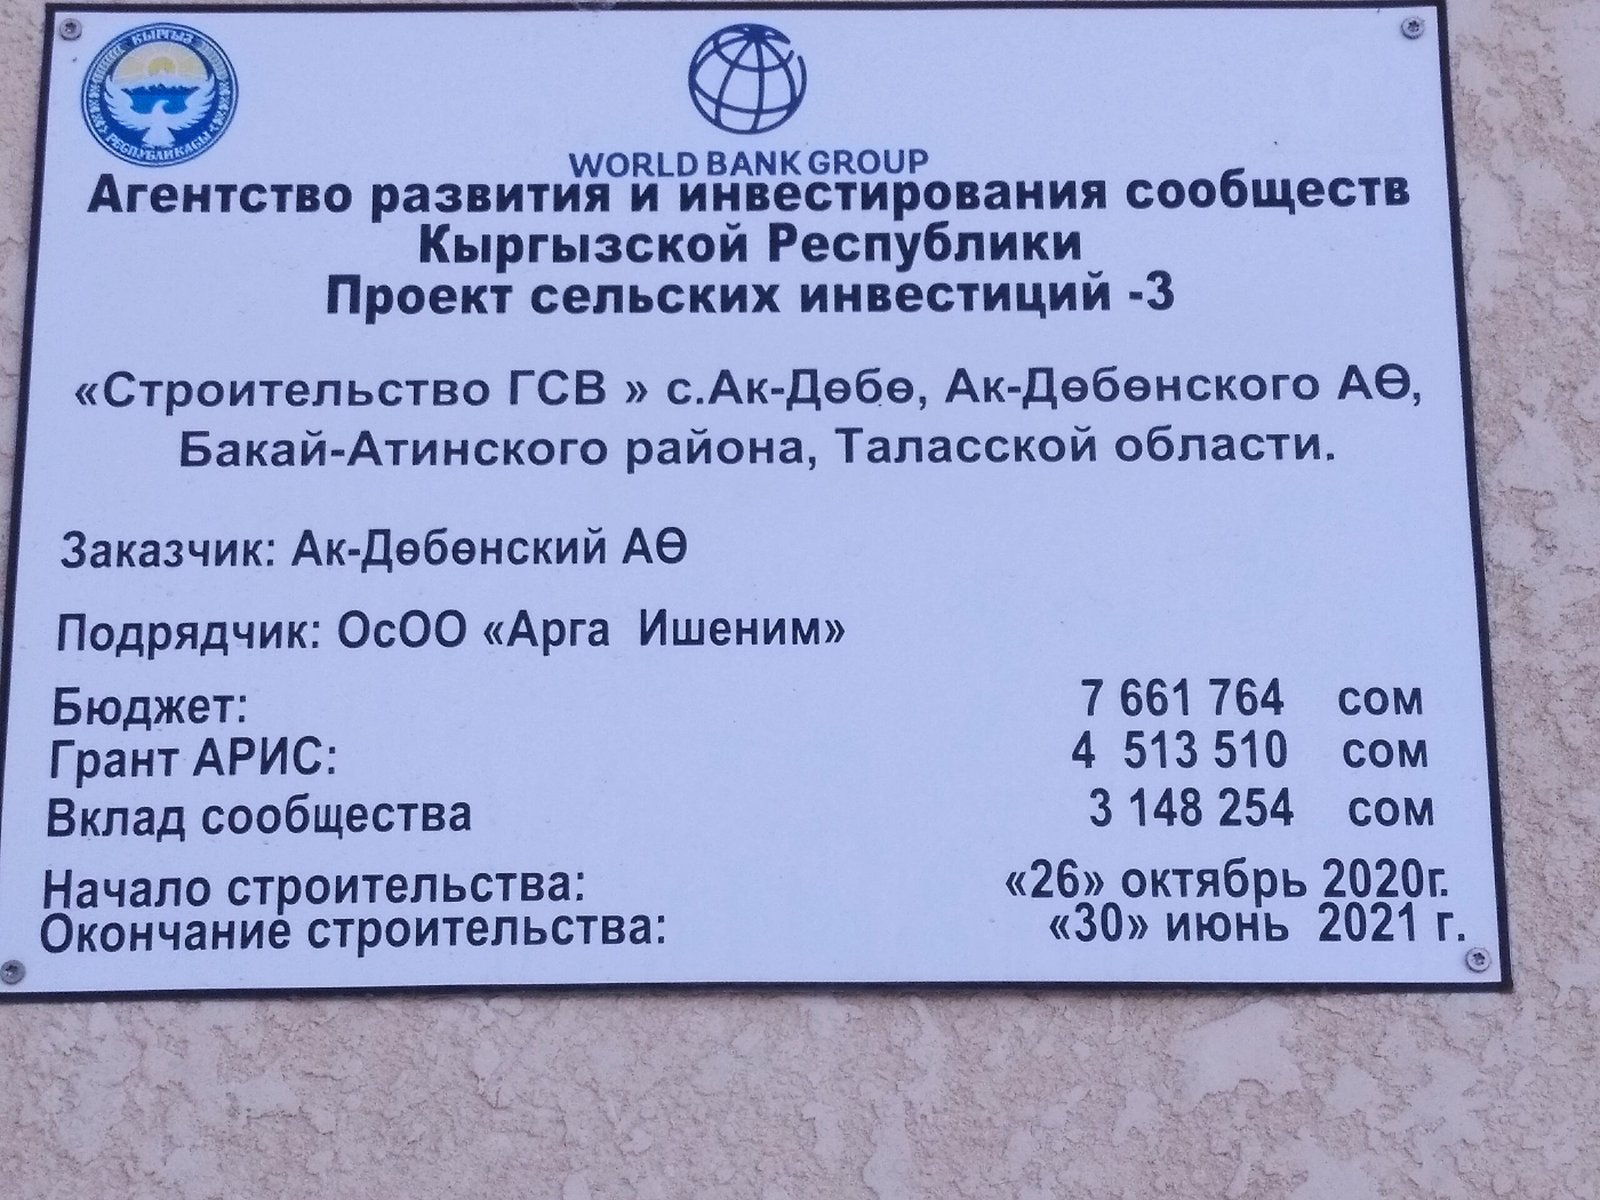 КЫРГЫЗ
РЕСПУБЛИКАСЫ
WORLD BANK GROUP
Агентство развития и инвестирования сообществ
Кыргызской Республики
Проект сельских инвестиций -3
«Строительство ГСВ » с.Ак-Дөбө, Ак-Дөбөнского АӨ,
Бакай-Атинского района, Таласской области.
Заказчик: Ак-Дөбөнский АӨ
Подрядчик: ОсОО «Арга Ишеним»
Бюджет: 7 661 764 сом
Грант АРИС: 4 513 510 сом
Вклад сообщества 3 148 254 сом
Начало строительства: «26» октябрь 2020г.
Окончание строительства: «30» июнь 2021 г.